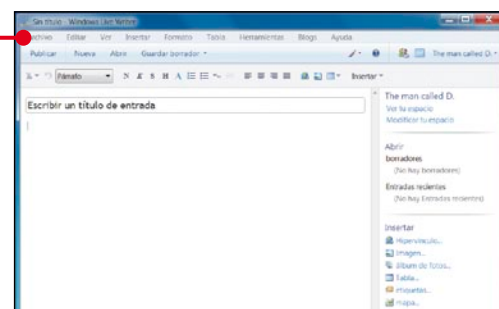 Sin título - Windows Live Writer
Archivo Editar Ver Insertar Formato Tabla Herramientas Blogs Ayuda
Publicar Nueva Abrir Guardar borrador The man called D.
Párrafo N K S H A Insertar
Escribir un título de entrada
The man called D.
Ver tu espacio
Modificar tu espacio
Abrir
borradores
(No hay borradores)
Entradas recientes
(No hay Entradas recientes)
Insertar
Hipervínculo...
Imagen...
álbum de fotos...
Tabla...
etiquetas...
mapa...